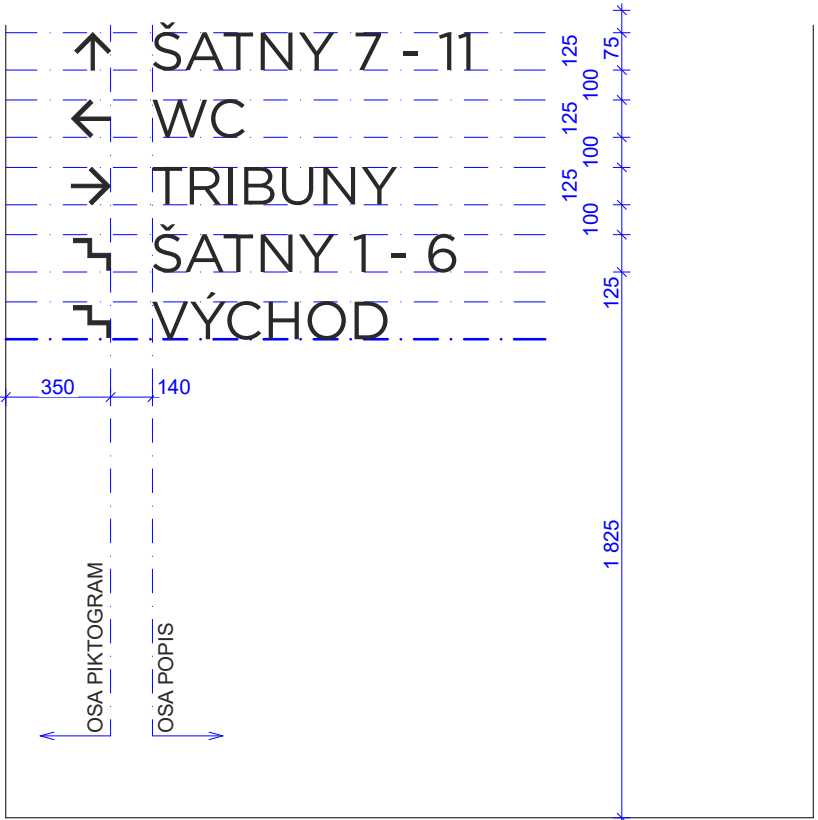 ŠATNY 7 - 11
WC
TRIBUNY
ŠATNY 1 - 6
VÝCHOD
75
125
100
125
100
125
100
125
350
140
1 825
OSA PIKTOGRAM
OSA POPIS